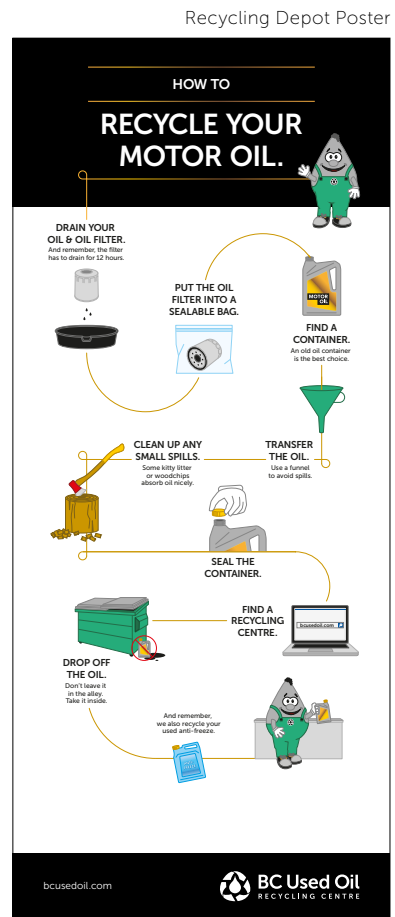 Recycling Depot Poster
HOW TO
RECYCLE YOUR
MOTOR OIL.
DRAIN YOUR
OIL & OIL FILTER.
And remember, the filter
has to drain for 12 hours.
PUT THE OIL
FILTER INTO A
SEALABLE BAG.
MOTOR
OIL
FIND A
CONTAINER.
An old oil container
is the best choice.
TRANSFER
THE OIL.
Use a funnel
to avoid spills.
CLEAN UP ANY
SMALL SPILLS.
Some kitty litter
or woodchips
absorb oil nicely.
SEAL THE
CONTAINER.
FIND A
RECYCLING
CENTRE.
bcusedoil.com
DROP OFF
THE OIL.
Don't leave it
in the alley.
Take it inside.
And remember,
we also recycle your
used anti-freeze.
bcusedoil.com
BC Used Oil
RECYCLING CENTRE